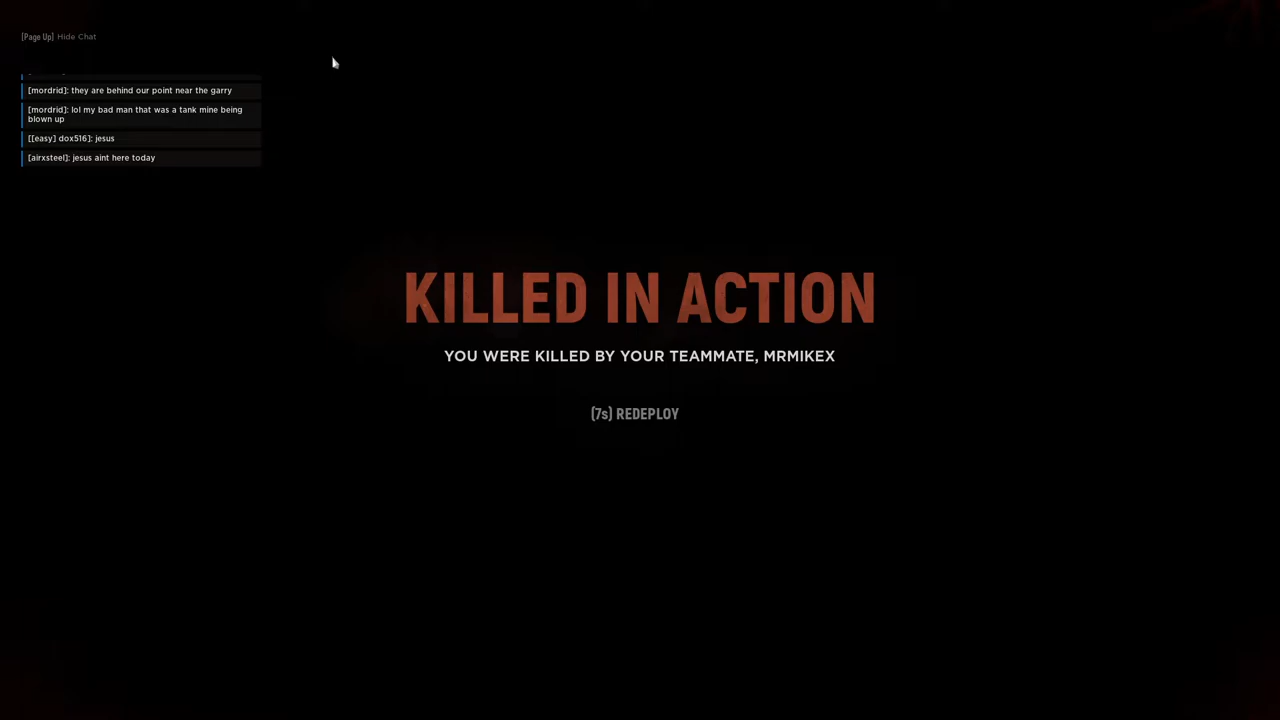 [Page Up] Hide Chat
[mordrid]: they are behind our point near the garry
[mordrid]: lol my bad man that was a tank mine being
blown up
[[easy] dox516]: jesus
[airxsteel]: jesus aint here today
KILLED IN ACTION
YOU WERE KILLED BY YOUR TEAMMATE, MRMIKEX
(7s) REDEPLOY